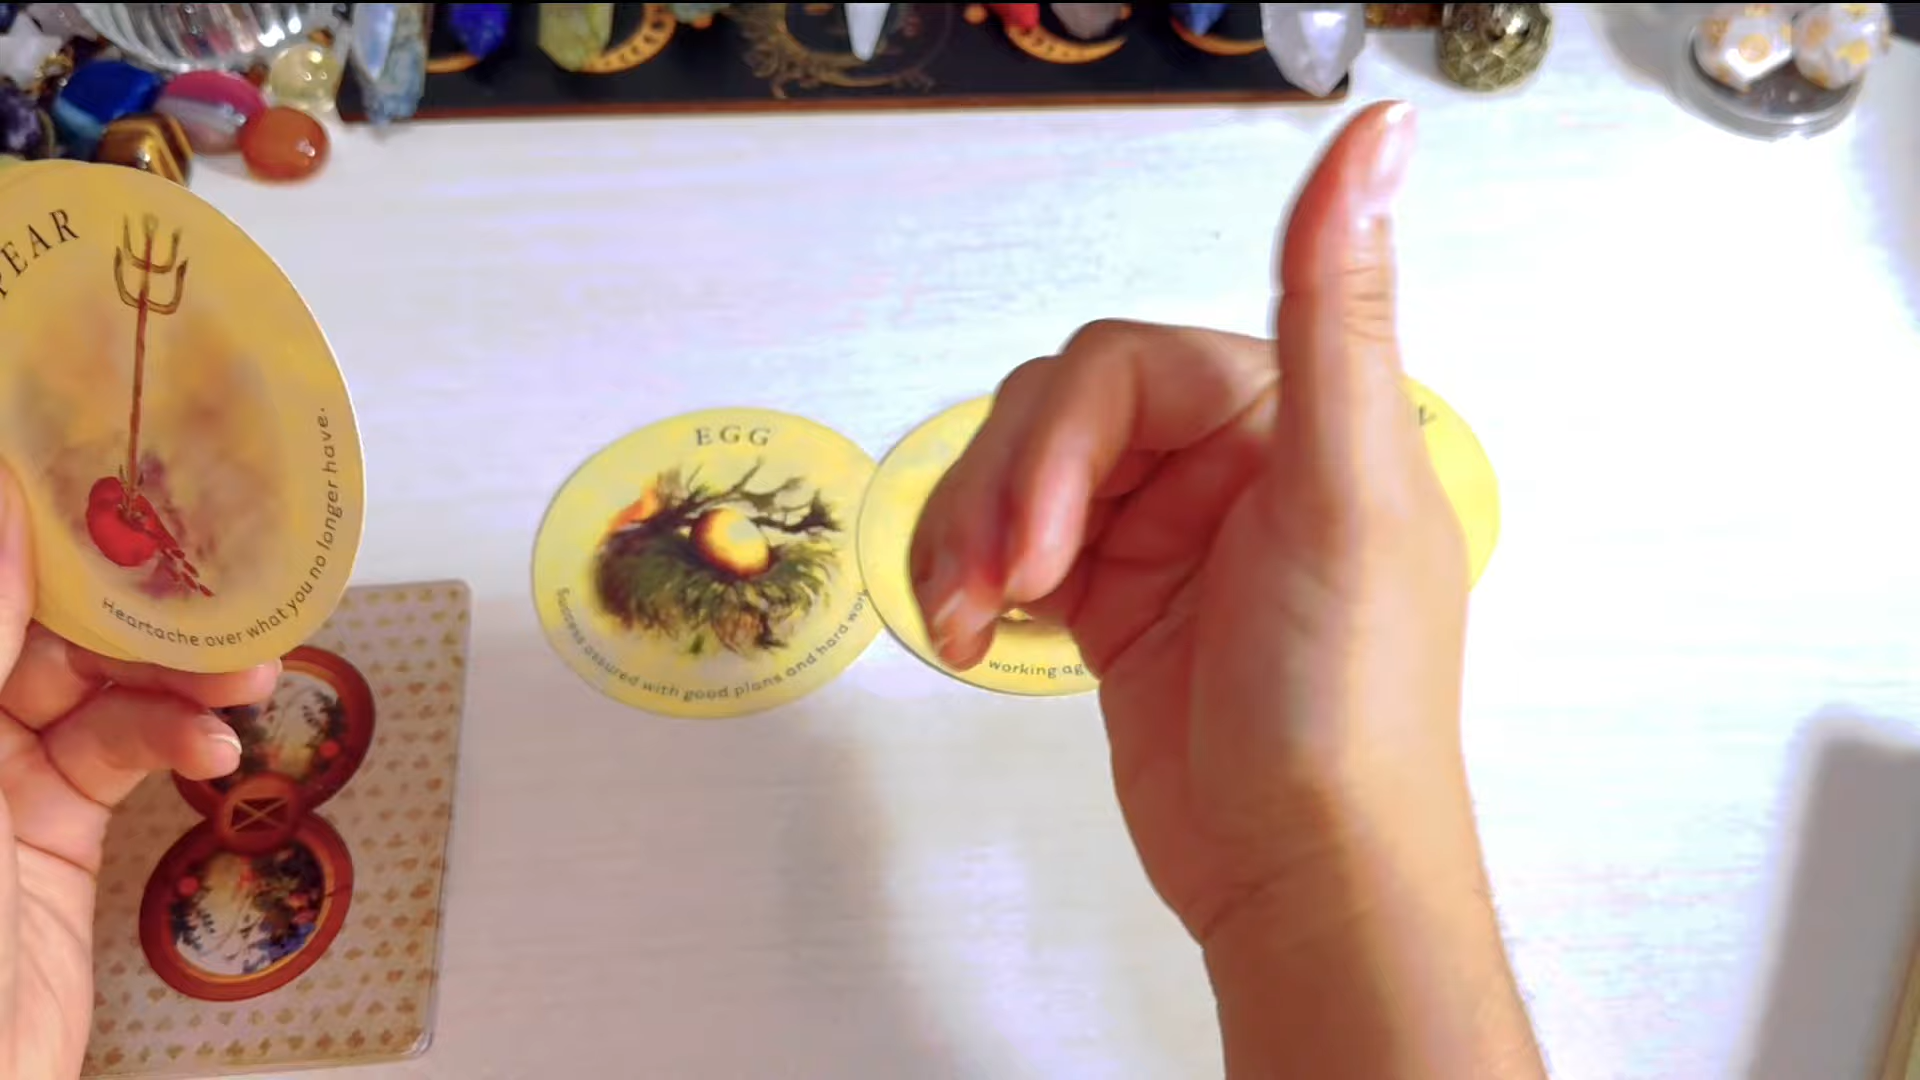 PEAR
Heartache over what you no longer have.
EGG
Success assured with good plans and hard work
working ag